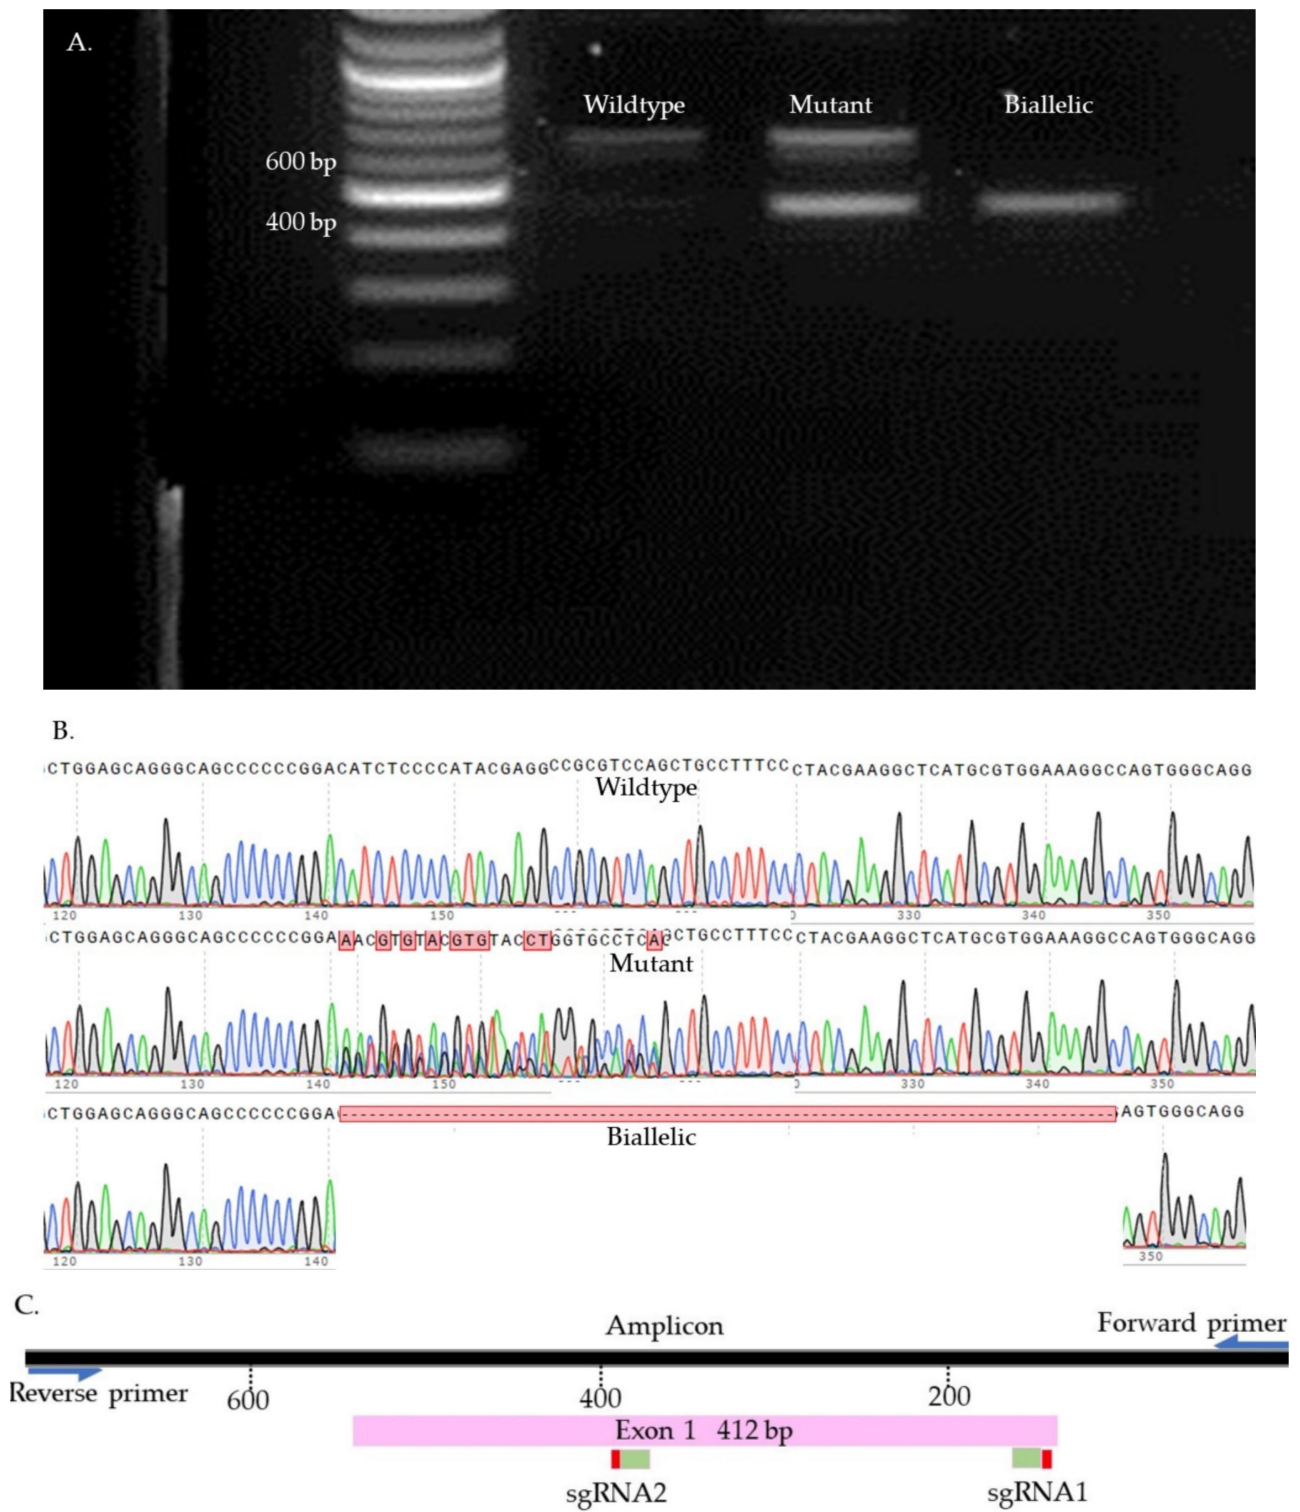 A.
Wildtype
Mutant
Biallelic
600 bp
400 bp
B.
CTGGAGCAGGGCAGCCCCCCGGACATCTCCCCATACGAGGCCGCGTCCAGCTGCCTTTCCCTACGAAGGCTCATGCGTGGAAAGGCCAGTGGGCAGG
Wildtype
120 130 140 150 330 340 350
CTGGAGCAGGGCAGCCCCCCGGAAACGTGTACGTGTACCTGGTGCCTCAGCTGCCTTTCCCTACGAAGGCTCATGCGTGGAAAGGCCAGTGGGCAGG
Mutant
120 130 140 150 330 340 350
CTGGAGCAGGGCAGCCCCCCGGA AGTGGGCAGG
Biallelic
120 130 140 350
C.
Amplicon
Forward primer
Reverse primer
600 400 200
Exon 1 412 bp
sgRNA2 sgRNA1